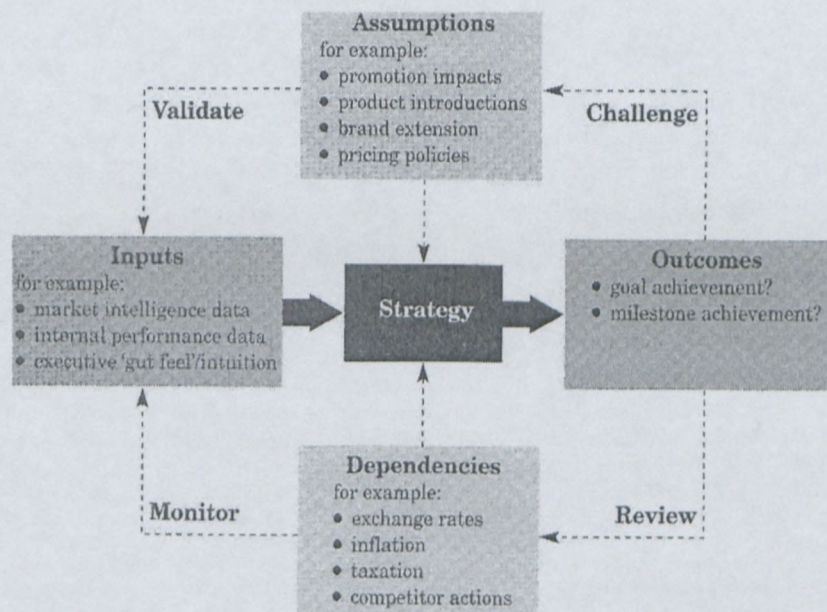 Assumptions
for example:
• promotion impacts
• product introductions
• brand extension
• pricing policies
Validate
Challenge
Inputs
for example:
• market intelligence data
• internal performance data
• executive ‘gut feel’/intuition
Strategy
Outcomes
• goal achievement?
• milestone achievement?
Dependencies
for example:
• exchange rates
• inflation
• taxation
• competitor actions
Monitor
Review